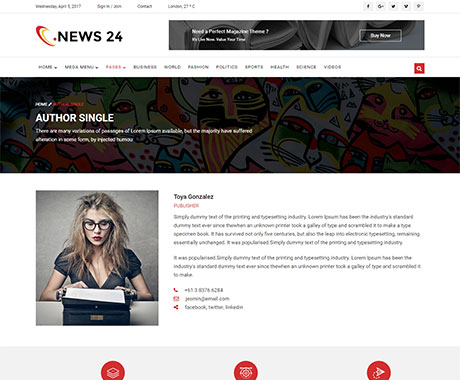 Wednesday, April 5, 2017 Sign In / Join Contact London, 27 º C
NEWS 24
Need a Perfect Magazine Theme ?
It's Live Now. Value Your Time
Buy Now
HOME MEGA MENU PAGES BUSINESS WORLD FASHION POLITICS SPORTS HEALTH SCIENCE VIDEOS
HOME // AUTHOR SINGLE
AUTHOR SINGLE
There are many variations of passages of Lorem Ipsum available, but the majority have suffered
alteration in some form, by injected humou
Toya Gonzalez
PUBLISHER
Simply dummy text of the printing and typesetting industry. Lorem Ipsum has been the industry's standard
dummy text ever since thewhen an unknown printer took a galley of type and scrambled it to make a type
specimen book. It has survived not only five centuries, but also the leap into electronic typesetting, remaining
essentially unchanged. It was popularised.Simply dummy text of the printing and typesetting industry.
It was popularised.Simply dummy text of the printing and typesetting industry. Lorem Ipsum has been the
industry's standard dummy text ever since thewhen an unknown printer took a galley of type and scrambled it
to make.
+61 3 8376 6284
jesmin@email.com
facebook, twitter, linkedin